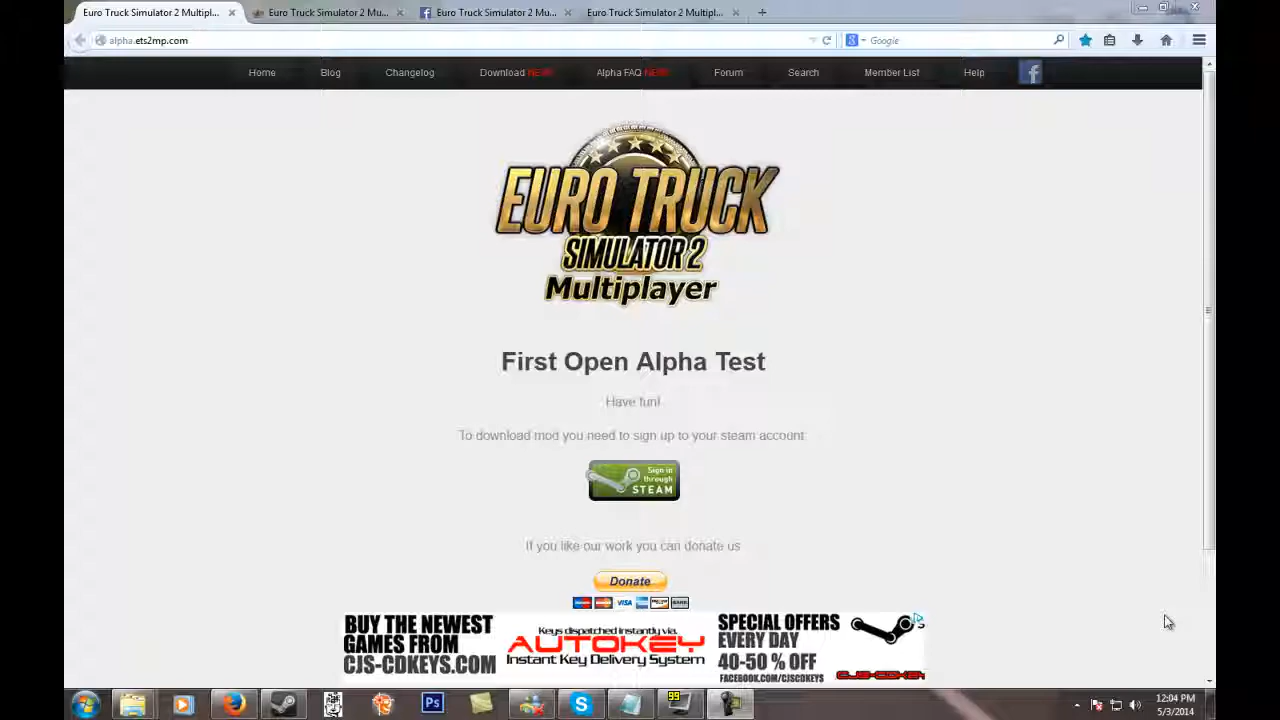 Euro Truck Simulator 2 Multipl...
Euro Truck Simulator 2 Mu...
Euro Truck Simulator 2 Mu...
Euro Truck Simulator 2 Multipl...
alpha.ets2mp.com
Google
Home Blog Changelog Download NEW! Alpha FAQ NEW! Forum Search Member List Help
EURO TRUCK
SIMULATOR 2
Multiplayer
First Open Alpha Test
Have fun!
To download mod you need to sign up to your steam account
Sign in
through
STEAM
If you like our work you can donate us
Donate
VISA
BUY THE NEWEST
GAMES FROM
CJS-CDKEYS.COM
Keys dispatched instantly via.
AUTOKEY
Instant Key Delivery System
SPECIAL OFFERS
EVERY DAY
40-50 % OFF
FACEBOOK.COM/CJSCDKEYS
Ps
99
12:04 PM
5/3/2014